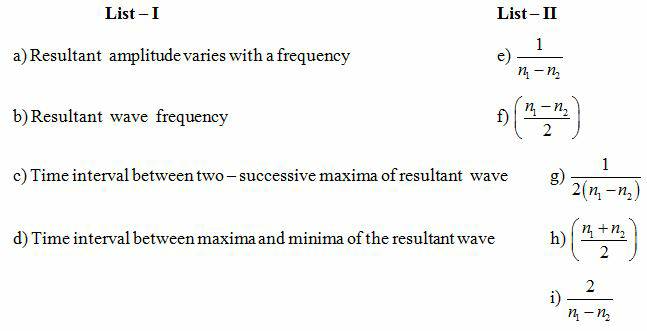 List – I List – II
a) Resultant amplitude varies with a frequency e) \frac{1}{n_1 - n_2}
b) Resultant wave frequency f) \left(\frac{n_1 - n_2}{2}\right)
c) Time interval between two – successive maxima of resultant wave g) \frac{1}{2(n_1 - n_2)}
d) Time interval between maxima and minima of the resultant wave h) \left(\frac{n_1 + n_2}{2}\right)
i) \frac{2}{n_1 - n_2}